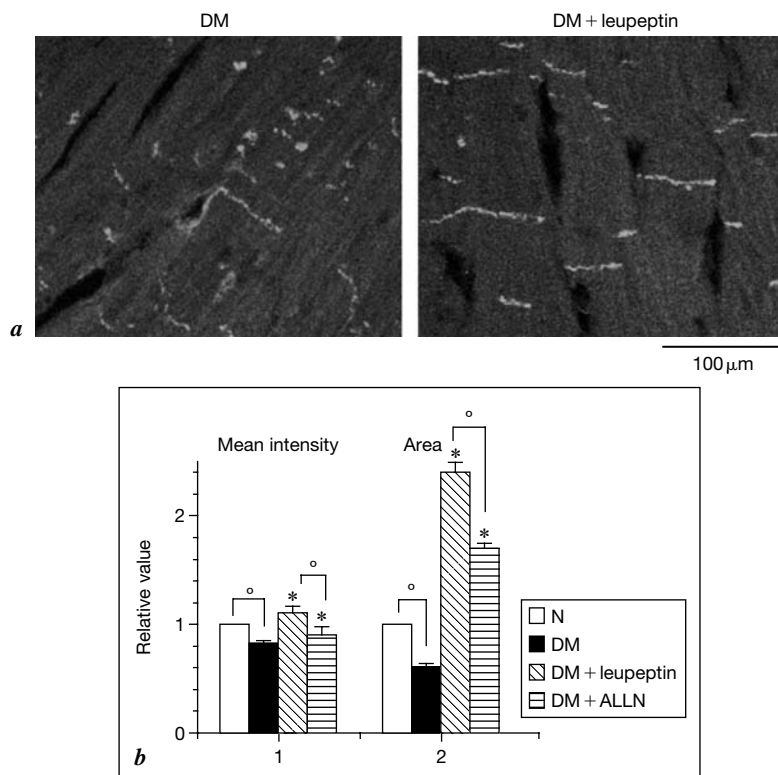 DM
DM + leupeptin
a
100 μm
Mean intensity
Area
Relative value
2
1
0
° * ° *
° * ° *
1
2
N
DM
DM + leupeptin
DM + ALLN
b